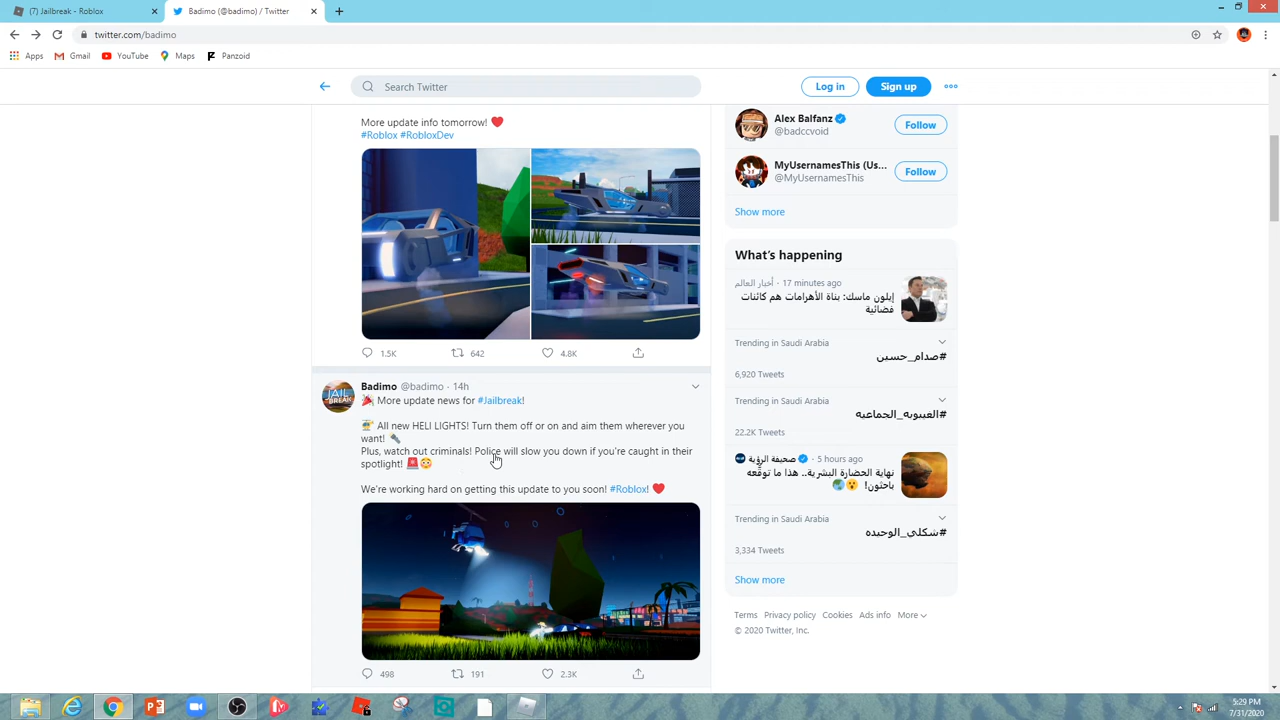 (7) Jailbreak - Roblox
Badimo (@badimo) / Twitter
twitter.com/badimo
Apps
Gmail
YouTube
Maps
Panzoid
Search Twitter
Log in
Sign up
More update info tomorrow! ❤️
#Roblox #RobloxDev
1.5K
642
4.8K
Badimo @badimo · 14h
🎉 More update news for #Jailbreak!
🚁 All new HELI LIGHTS! Turn them off or on and aim them wherever you
want! 🔦
Plus, watch out criminals! Police will slow you down if you're caught in their
spotlight! 🚨😳
We're working hard on getting this update to you soon! #Roblox! ❤️
JAIL
BREAK
498
191
2.3K
Alex Balfanz
@badccvoid
Follow
MyUsernamesThis (Us...
@MyUsernamesThis
Follow
Show more
What's happening
أخبار العالم · 17 minutes ago
إيلون ماسك: بناة الأهرامات هم كائنات
فضائية
Trending in Saudi Arabia
#صدام_حسين
6,920 Tweets
Trending in Saudi Arabia
#الغيبوبه_الجماعيه
22.2K Tweets
صحيفة الرؤية · 5 hours ago
نهاية الحضارة البشرية.. هذا ما توقّعه
باحثون! 😮🌍
Trending in Saudi Arabia
#شكلي_الوحيده
3,334 Tweets
Show more
Terms Privacy policy Cookies Ads info More
© 2020 Twitter, Inc.
5:29 PM
7/31/2020